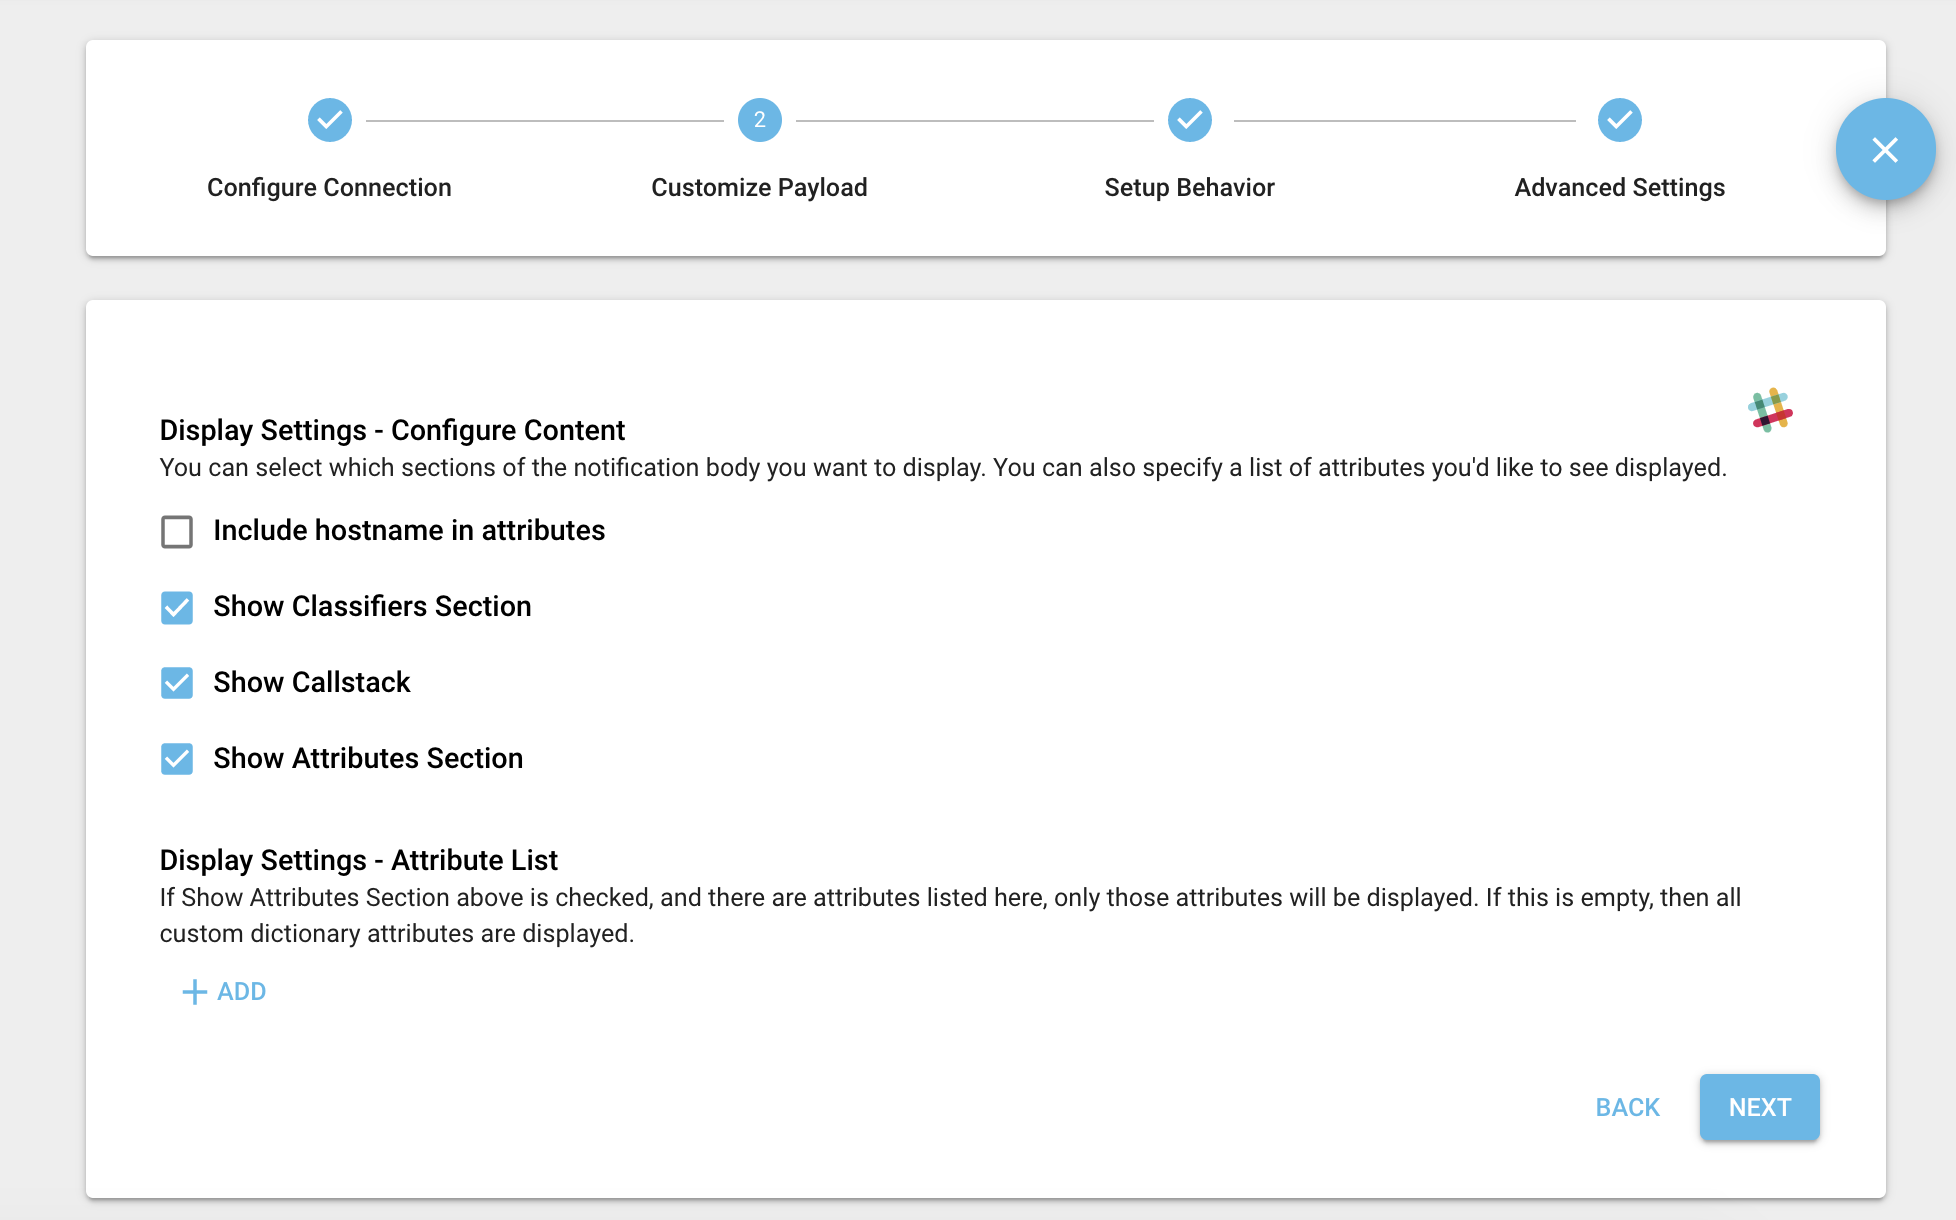 2
Configure Connection
Customize Payload
Setup Behavior
Advanced Settings
Display Settings - Configure Content
You can select which sections of the notification body you want to display. You can also specify a list of attributes you'd like to see displayed.
Include hostname in attributes
Show Classifiers Section
Show Callstack
Show Attributes Section
Display Settings - Attribute List
If Show Attributes Section above is checked, and there are attributes listed here, only those attributes will be displayed. If this is empty, then all
custom dictionary attributes are displayed.
ADD
BACK
NEXT